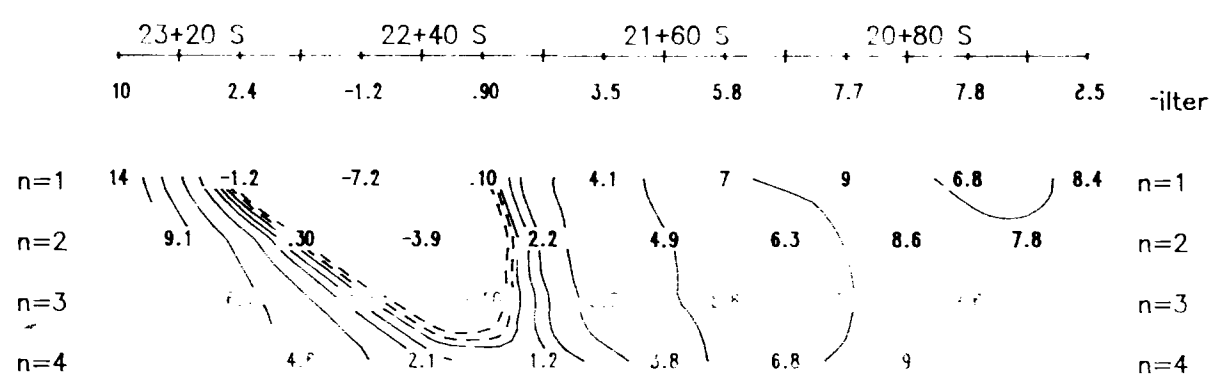 23+20 S 22+40 S 21+60 S 20+80 S
10 2.4 -1.2 .90 3.5 5.8 7.7 7.8 2.5
n=1 14 -1.2 -7.2 .10 4.1 7 9 6.8 8.4 n=1
n=2 9.1 .30 -3.9 2.2 4.9 6.3 8.6 7.8 n=2
n=3 n=3
n=4 2.1 1.2 3.8 6.8 9 n=4